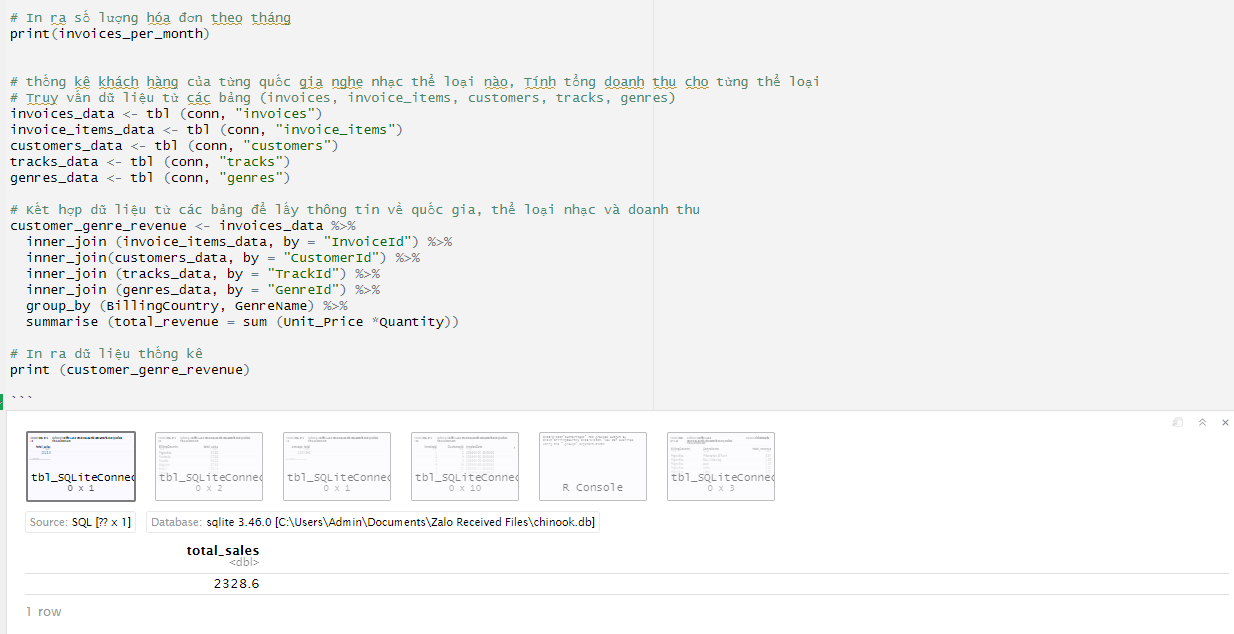 # In ra số lượng hóa đơn theo tháng
print(invoices_per_month)
# thống kê khách hàng của từng quốc gia nghe nhạc thể loại nào, Tính tổng doanh thu cho từng thể loại
# Truy vấn dữ liệu từ các bảng (invoices, invoice_items, customers, tracks, genres)
invoices_data <- tbl (conn, "invoices")
invoice_items_data <- tbl (conn, "invoice_items")
customers_data <- tbl (conn, "customers")
tracks_data <- tbl (conn, "tracks")
genres_data <- tbl (conn, "genres")
# Kết hợp dữ liệu từ các bảng để lấy thông tin về quốc gia, thể loại nhạc và doanh thu
customer_genre_revenue <- invoices_data %>%
inner_join (invoice_items_data, by = "InvoiceId") %>%
inner_join(customers_data, by = "CustomerId") %>%
inner_join (tracks_data, by = "TrackId") %>%
inner_join (genres_data, by = "GenreId") %>%
group_by (BillingCountry, GenreName) %>%
summarise (total_revenue = sum (Unit_Price *Quantity))
# In ra dữ liệu thống kê
print (customer_genre_revenue)
```
tbl_SQLiteConnec
0 x 1
tbl_SQLiteConnec
0 x 2
tbl_SQLiteConnec
0 x 1
tbl_SQLiteConnec
0 x 10
R Console
tbl_SQLiteConnec
0 x 3
Source: SQL [?? x 1] Database: sqlite 3.46.0 [C:\Users\Admin\Documents\Zalo Received Files\chinook.db]
total_sales
<dbl>
2328.6
1 row